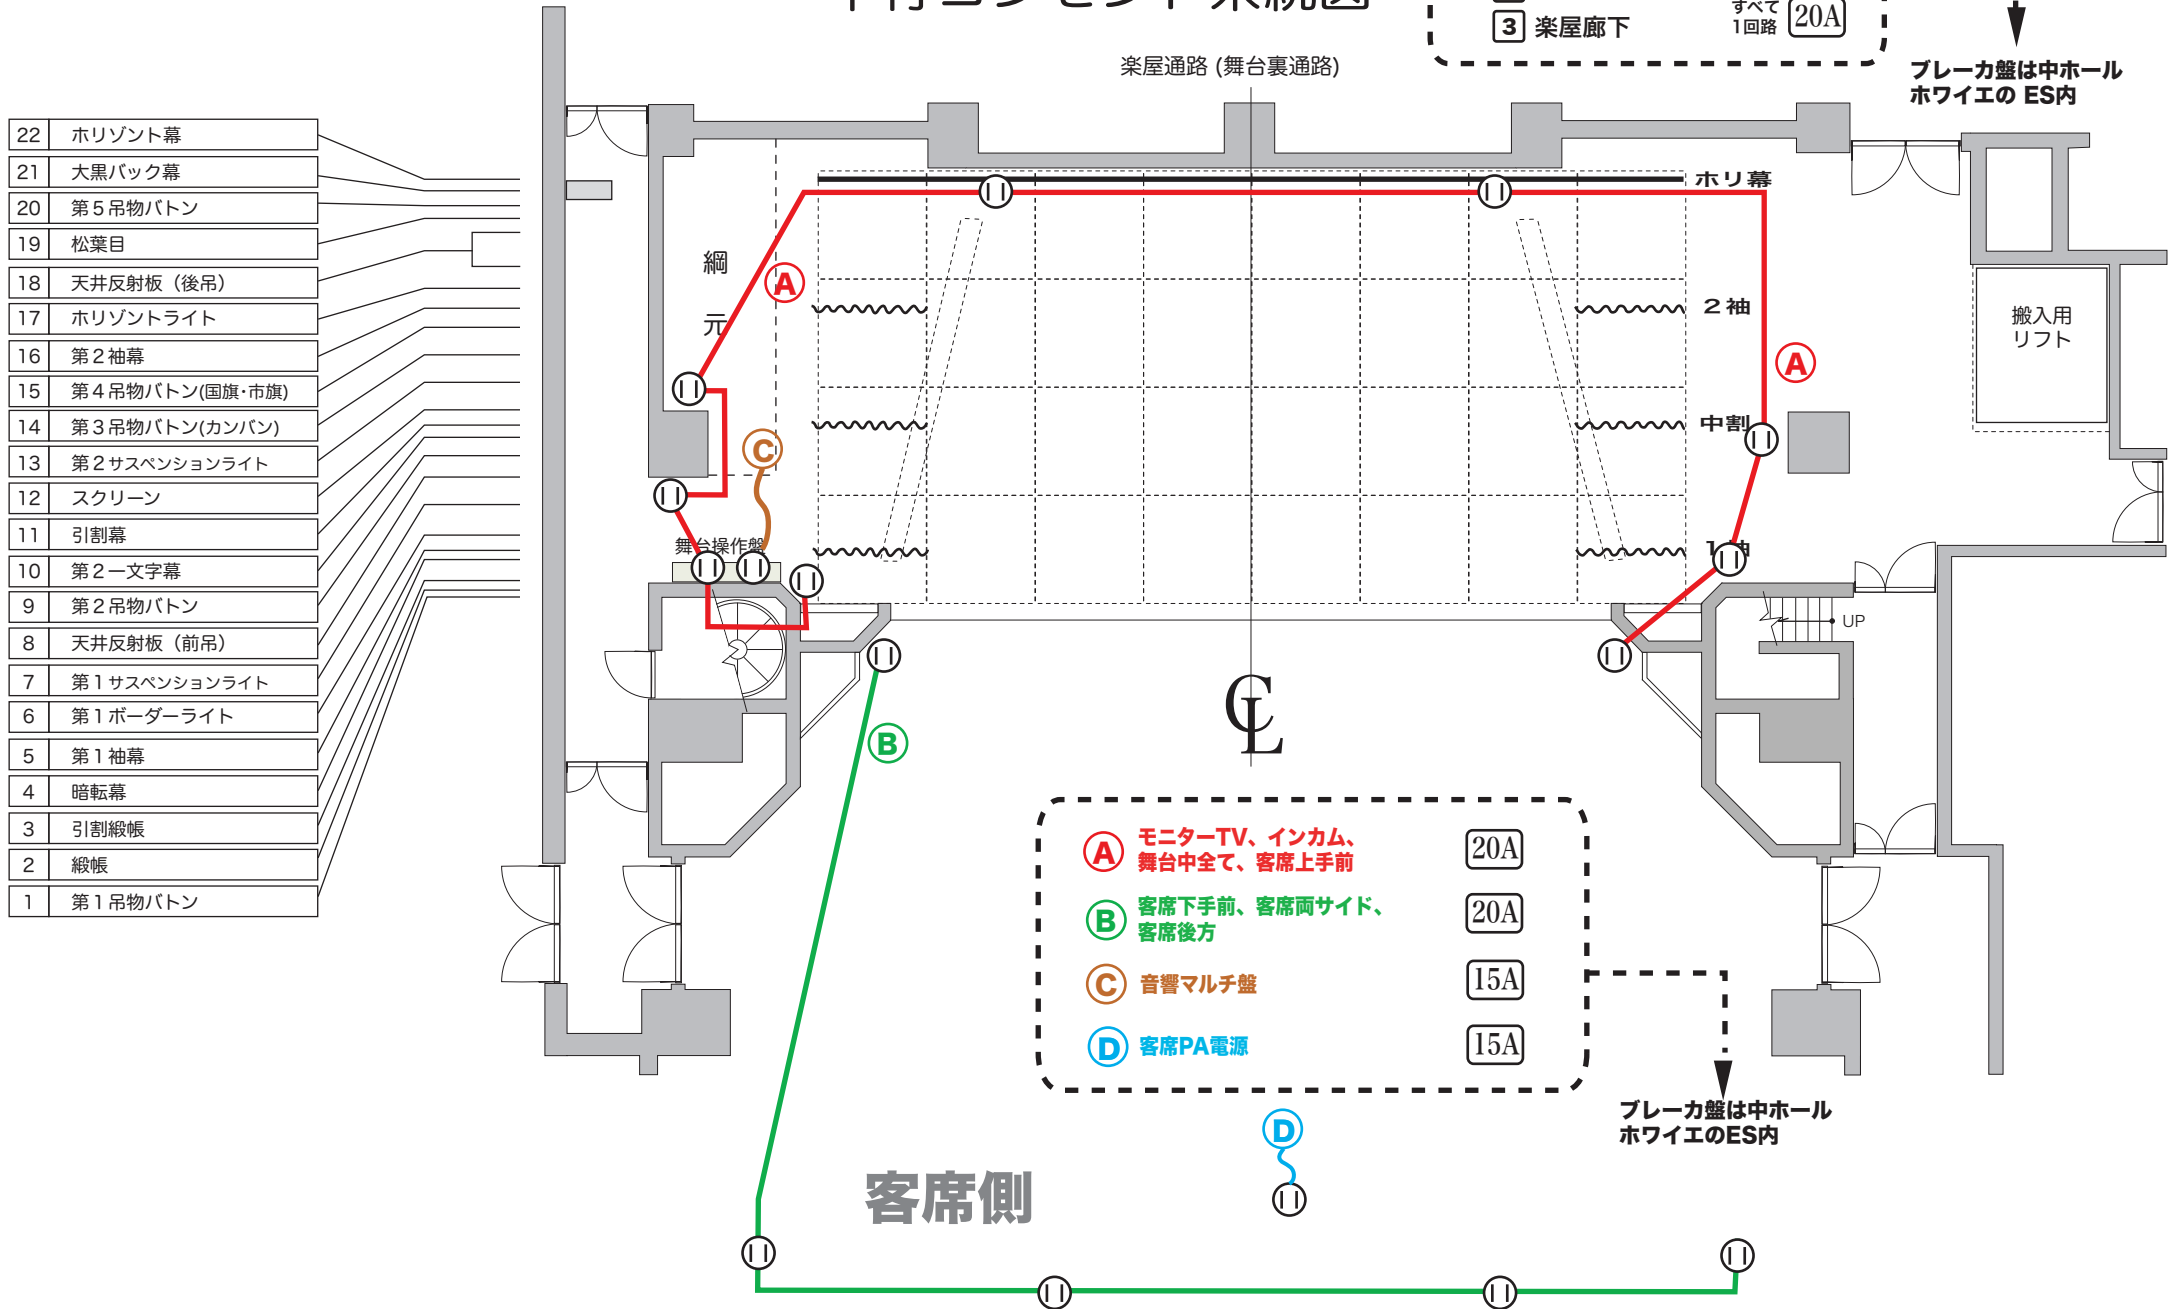 3 楽屋廊下
すべて
1回路
20A
ブレーカ盤は中ホール
ホワイエの ES内
楽屋通路 (舞台裏通路)
22 ホリゾント幕
21 大黒バック幕
20 第5吊物バトン
19 松葉目
18 天井反射板（後吊）
17 ホリゾントライト
16 第2袖幕
15 第4吊物バトン(国旗・市旗)
14 第3吊物バトン(カンバン)
13 第2サスペンションライト
12 スクリーン
11 引割幕
10 第2一文字幕
9 第2吊物バトン
8 天井反射板（前吊）
7 第1サスペンションライト
6 第1ボーダーライト
5 第1袖幕
4 暗転幕
3 引割緞帳
2 緞帳
1 第1吊物バトン
綱
元
A
C
舞台操作盤
ホリ幕
2袖
中割
1袖
A
搬入用
リフト
UP
B
CL
A モニターTV、インカム、
舞台中全て、客席上手前
20A
B 客席下手前、客席両サイド、
客席後方
20A
C 音響マルチ盤 15A
D 客席PA電源 15A
ブレーカ盤は中ホール
ホワイエのES内
D
客席側